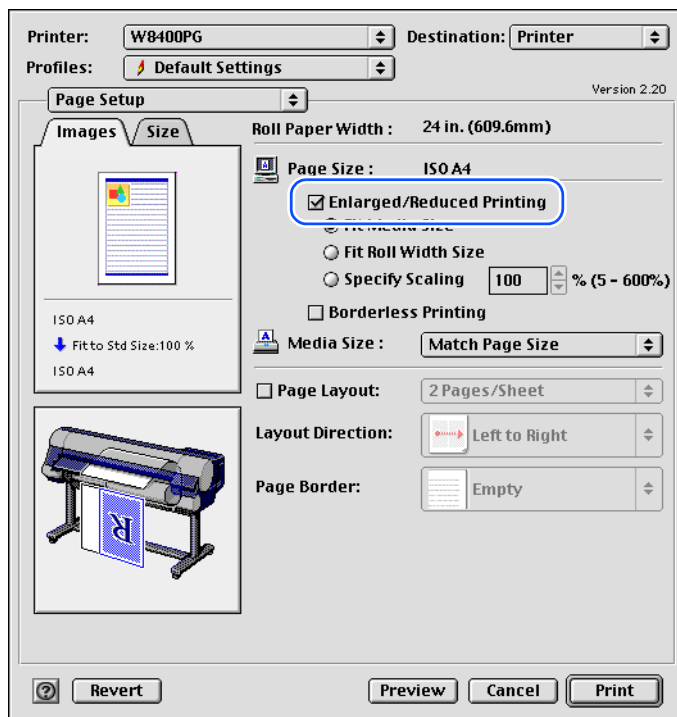 Printer: W8400PG Destination: Printer
Profiles: Default Settings
Version 2.20
Page Setup
Images Size
Roll Paper Width : 24 in. (609.6mm)
Page Size : ISO A4
Enlarged/Reduced Printing
Fit Media Size
Fit Roll Width Size
Specify Scaling 100 % (5 - 600%)
Borderless Printing
ISO A4
Fit to Std Size:100 %
ISO A4
Media Size : Match Page Size
Page Layout: 2 Pages/Sheet
Layout Direction: Left to Right
Page Border: Empty
R
? Revert Preview Cancel Print